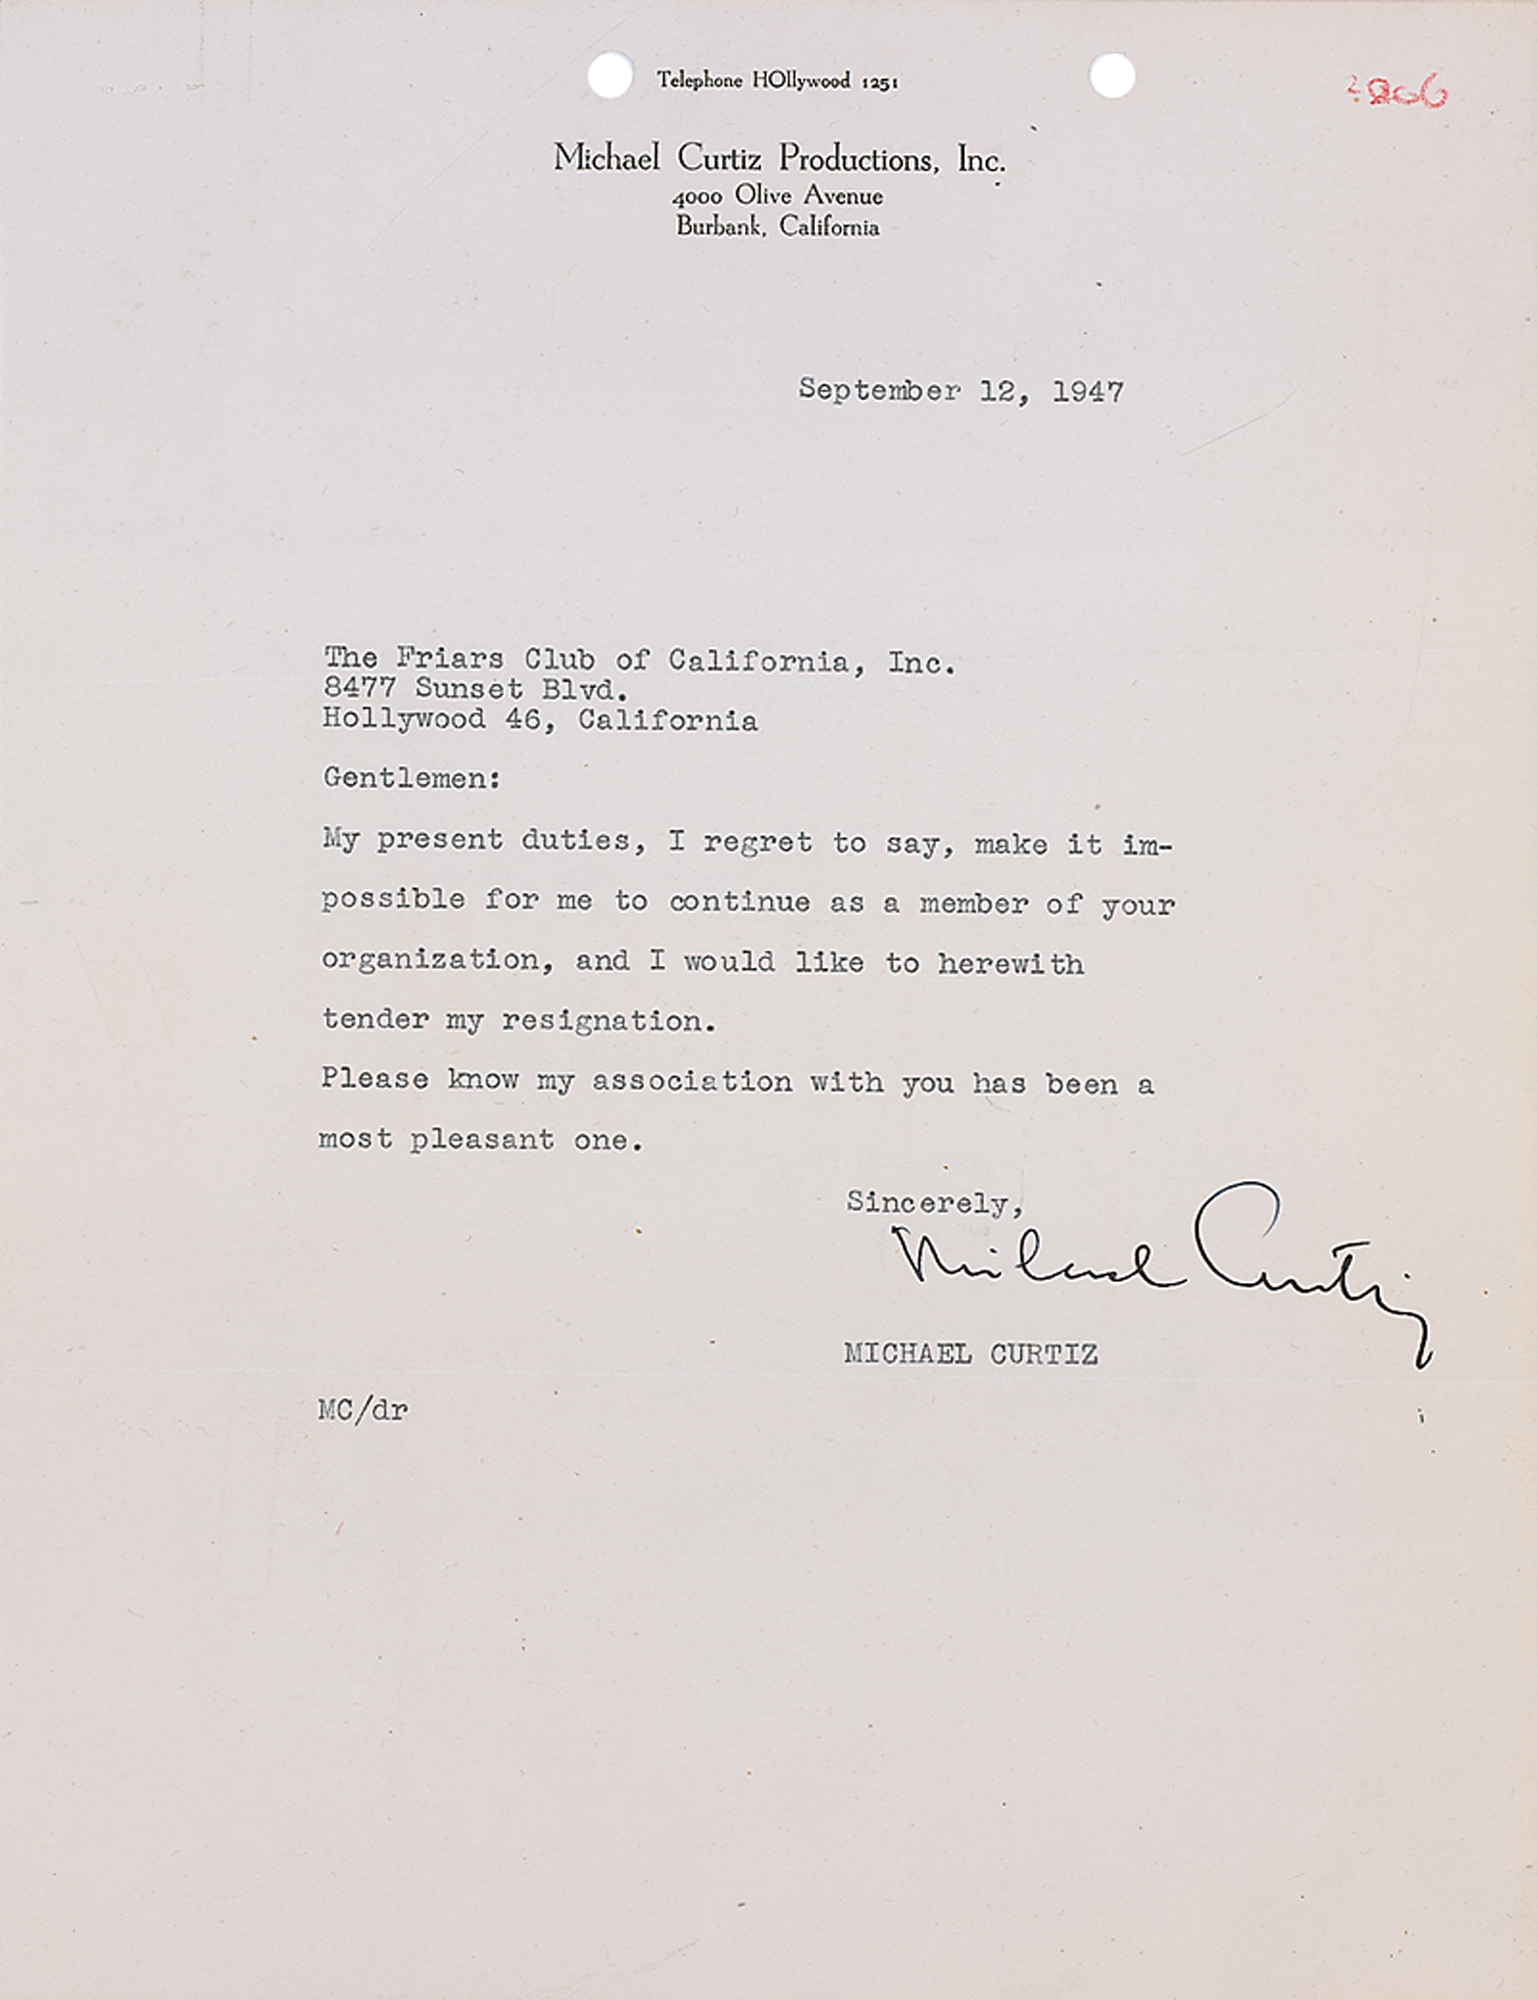 Telephone HOllywood 1251
Michael Curtiz Productions, Inc.
4000 Olive Avenue
Burbank, California
September 12, 1947
The Friars Club of California, Inc.
8477 Sunset Blvd.
Hollywood 46, California
Gentlemen:
My present duties, I regret to say, make it im-
possible for me to continue as a member of your
organization, and I would like to herewith
tender my resignation.
Please know my association with you has been a
most pleasant one.
Sincerely,
Michael Curtiz
MICHAEL CURTIZ
MC/dr